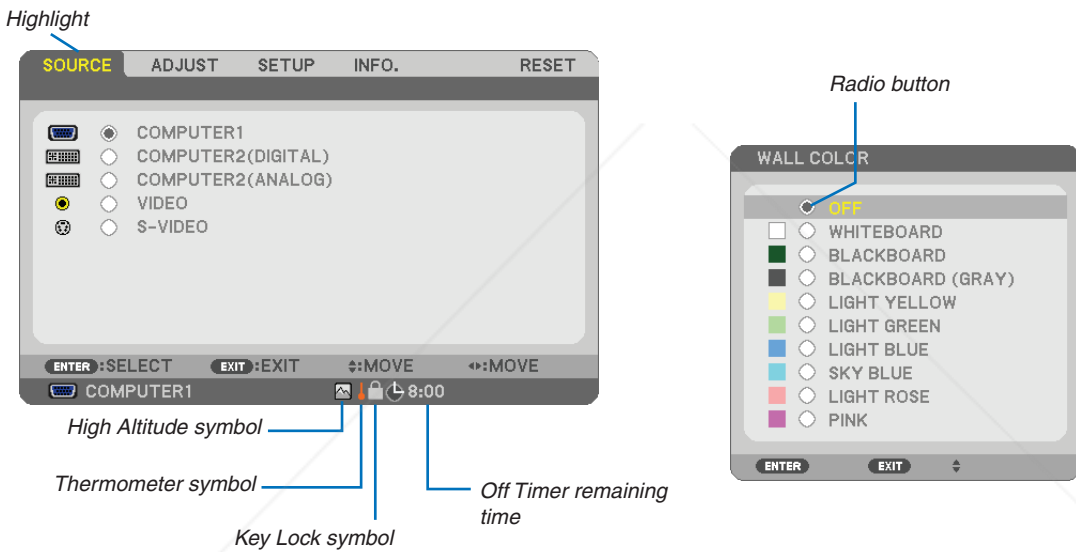 Highlight
SOURCE ADJUST SETUP INFO. RESET
COMPUTER1
COMPUTER2(DIGITAL)
COMPUTER2(ANALOG)
VIDEO
S-VIDEO
ENTER:SELECT EXIT:EXIT :MOVE :MOVE
COMPUTER1 8:00
High Altitude symbol
Thermometer symbol
Key Lock symbol
Off Timer remaining
time
Radio button
WALL COLOR
OFF
WHITEBOARD
BLACKBOARD
BLACKBOARD (GRAY)
LIGHT YELLOW
LIGHT GREEN
LIGHT BLUE
SKY BLUE
LIGHT ROSE
PINK
ENTER EXIT